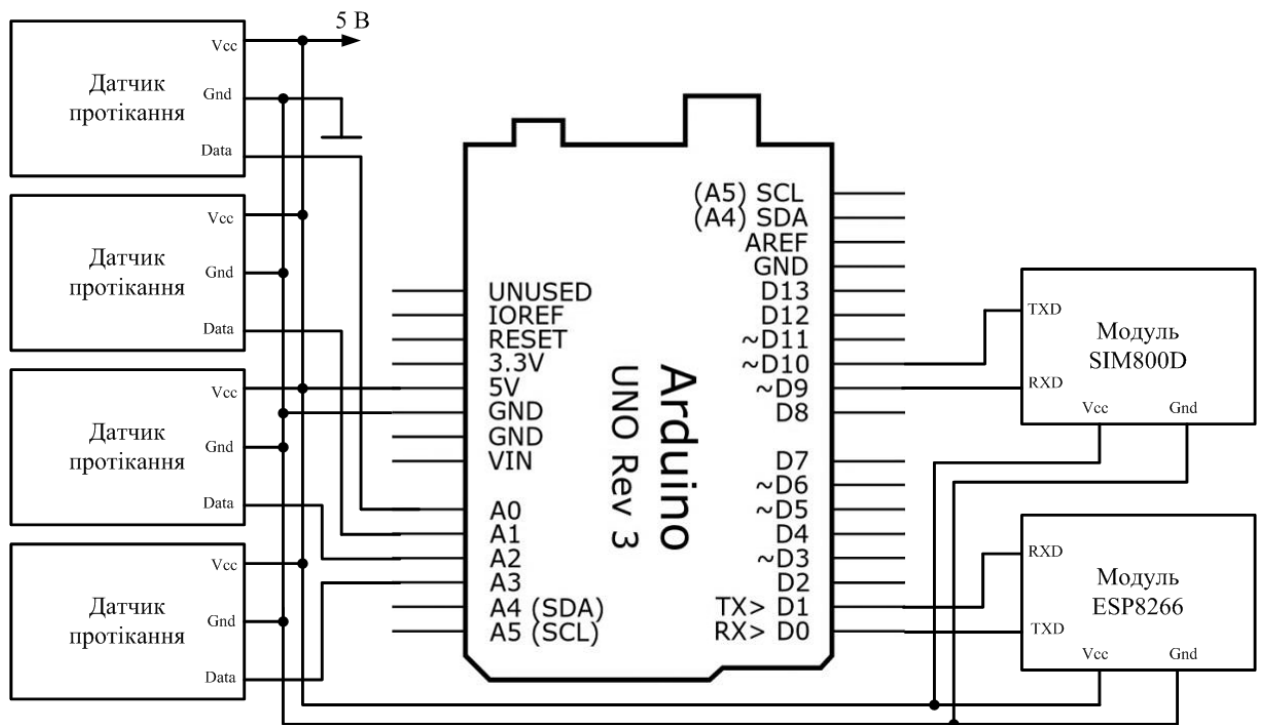 5 В
Vcc
Датчик
протікання
Gnd
Data
Vcc
Датчик
протікання
Gnd
Data
Vcc
Датчик
протікання
Gnd
Data
Vcc
Датчик
протікання
Gnd
Data
UNUSED
IOREF
RESET
3.3V
5V
GND
GND
VIN
A0
A1
A2
A3
A4 (SDA)
A5 (SCL)
Arduino
UNO Rev 3
(A5) SCL
(A4) SDA
AREF
GND
D13
D12
~D11
~D10
~D9
D8
D7
~D6
~D5
D4
~D3
D2
TX> D1
RX> D0
TXD
Модуль
SIM800D
RXD
Vcc
Gnd
RXD
Модуль
ESP8266
TXD
Vcc
Gnd